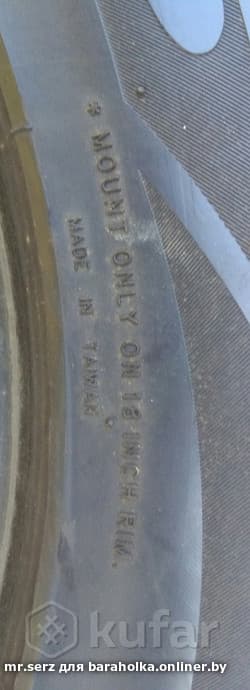 * MOUNT ONLY ON 18 INCH RIM.
MADE IN TAIWAN
kufar
mr.serz для baraholka.onliner.by